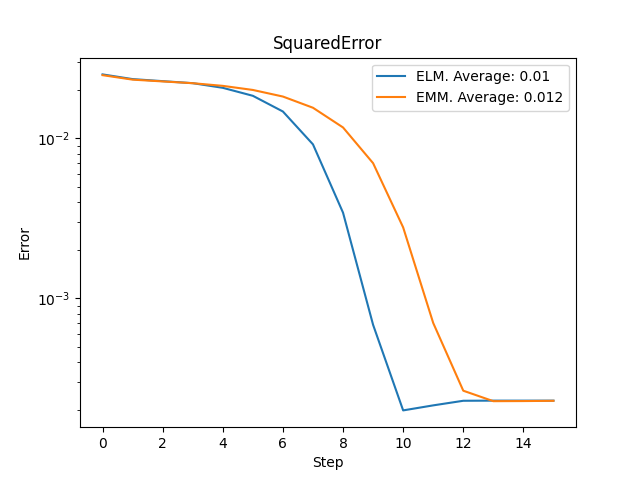 SquaredError
ELM. Average: 0.01
EMM. Average: 0.012
Error
10⁻²
10⁻³
0 2 4 6 8 10 12 14
Step